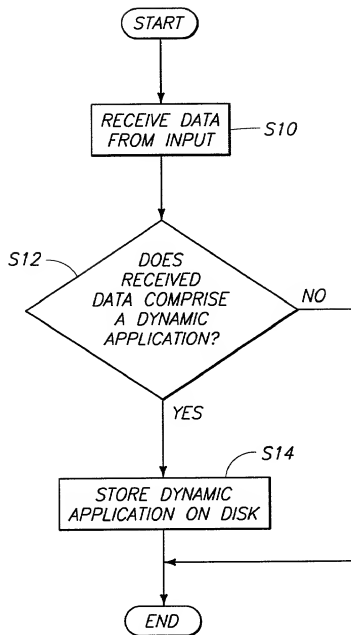 START
RECEIVE DATA
FROM INPUT
S10
S12
DOES
RECEIVED
DATA COMPRISE
A DYNAMIC
APPLICATION?
NO
YES
S14
STORE DYNAMIC
APPLICATION ON DISK
END